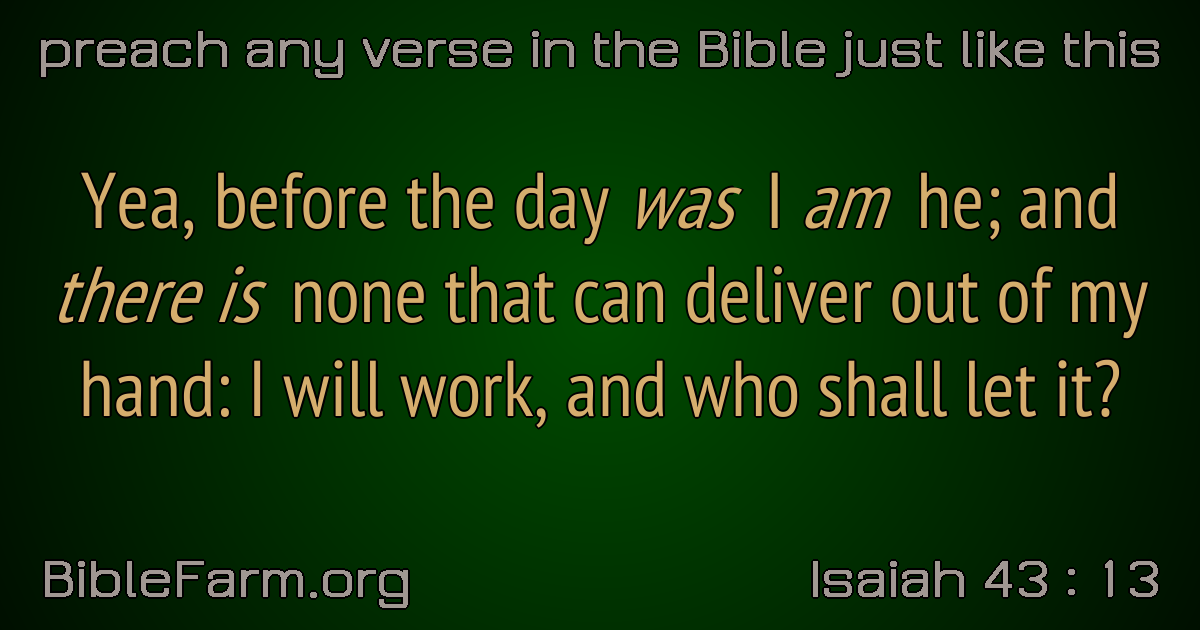 preach any verse in the Bible just like this
Yea, before the day was I am he; and
there is none that can deliver out of my
hand: I will work, and who shall let it?
BibleFarm.org
Isaiah 43 : 13